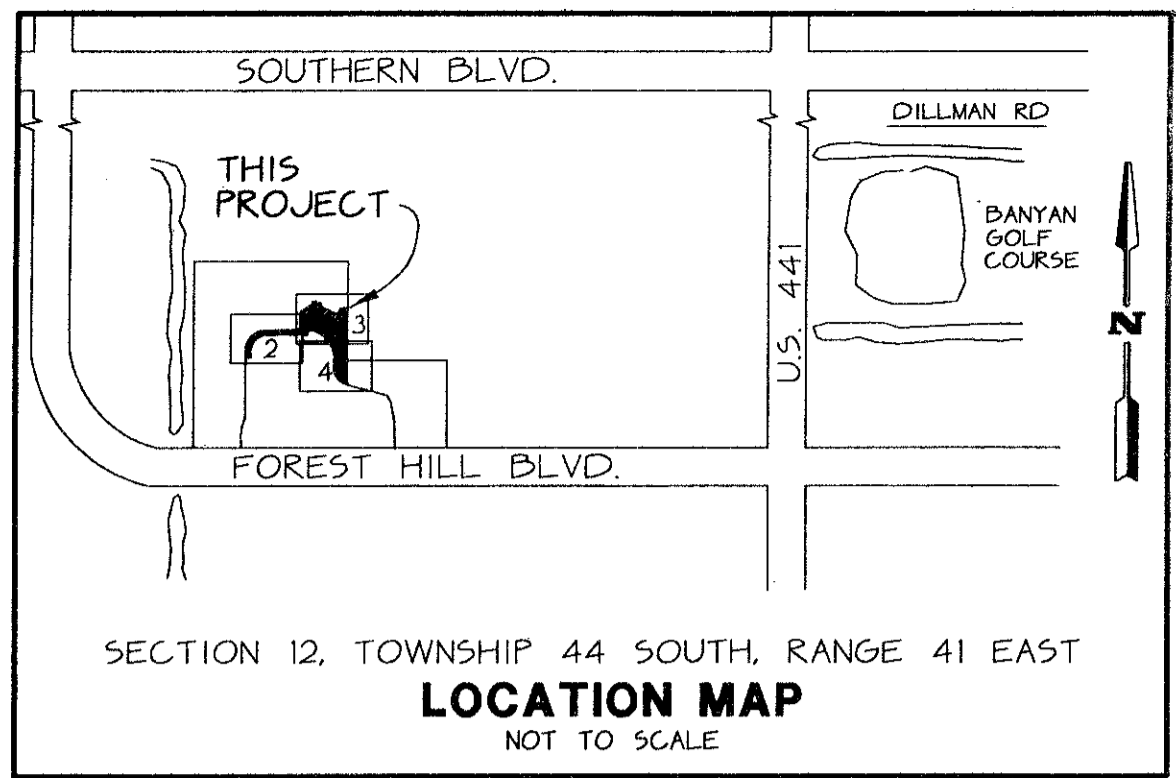 SOUTHERN BLVD.
DILLMAN RD
THIS
PROJECT
BANYAN
GOLF
COURSE
U.S. 441
N
3
2
4
FOREST HILL BLVD.
SECTION 12, TOWNSHIP 44 SOUTH, RANGE 41 EAST
LOCATION MAP
NOT TO SCALE